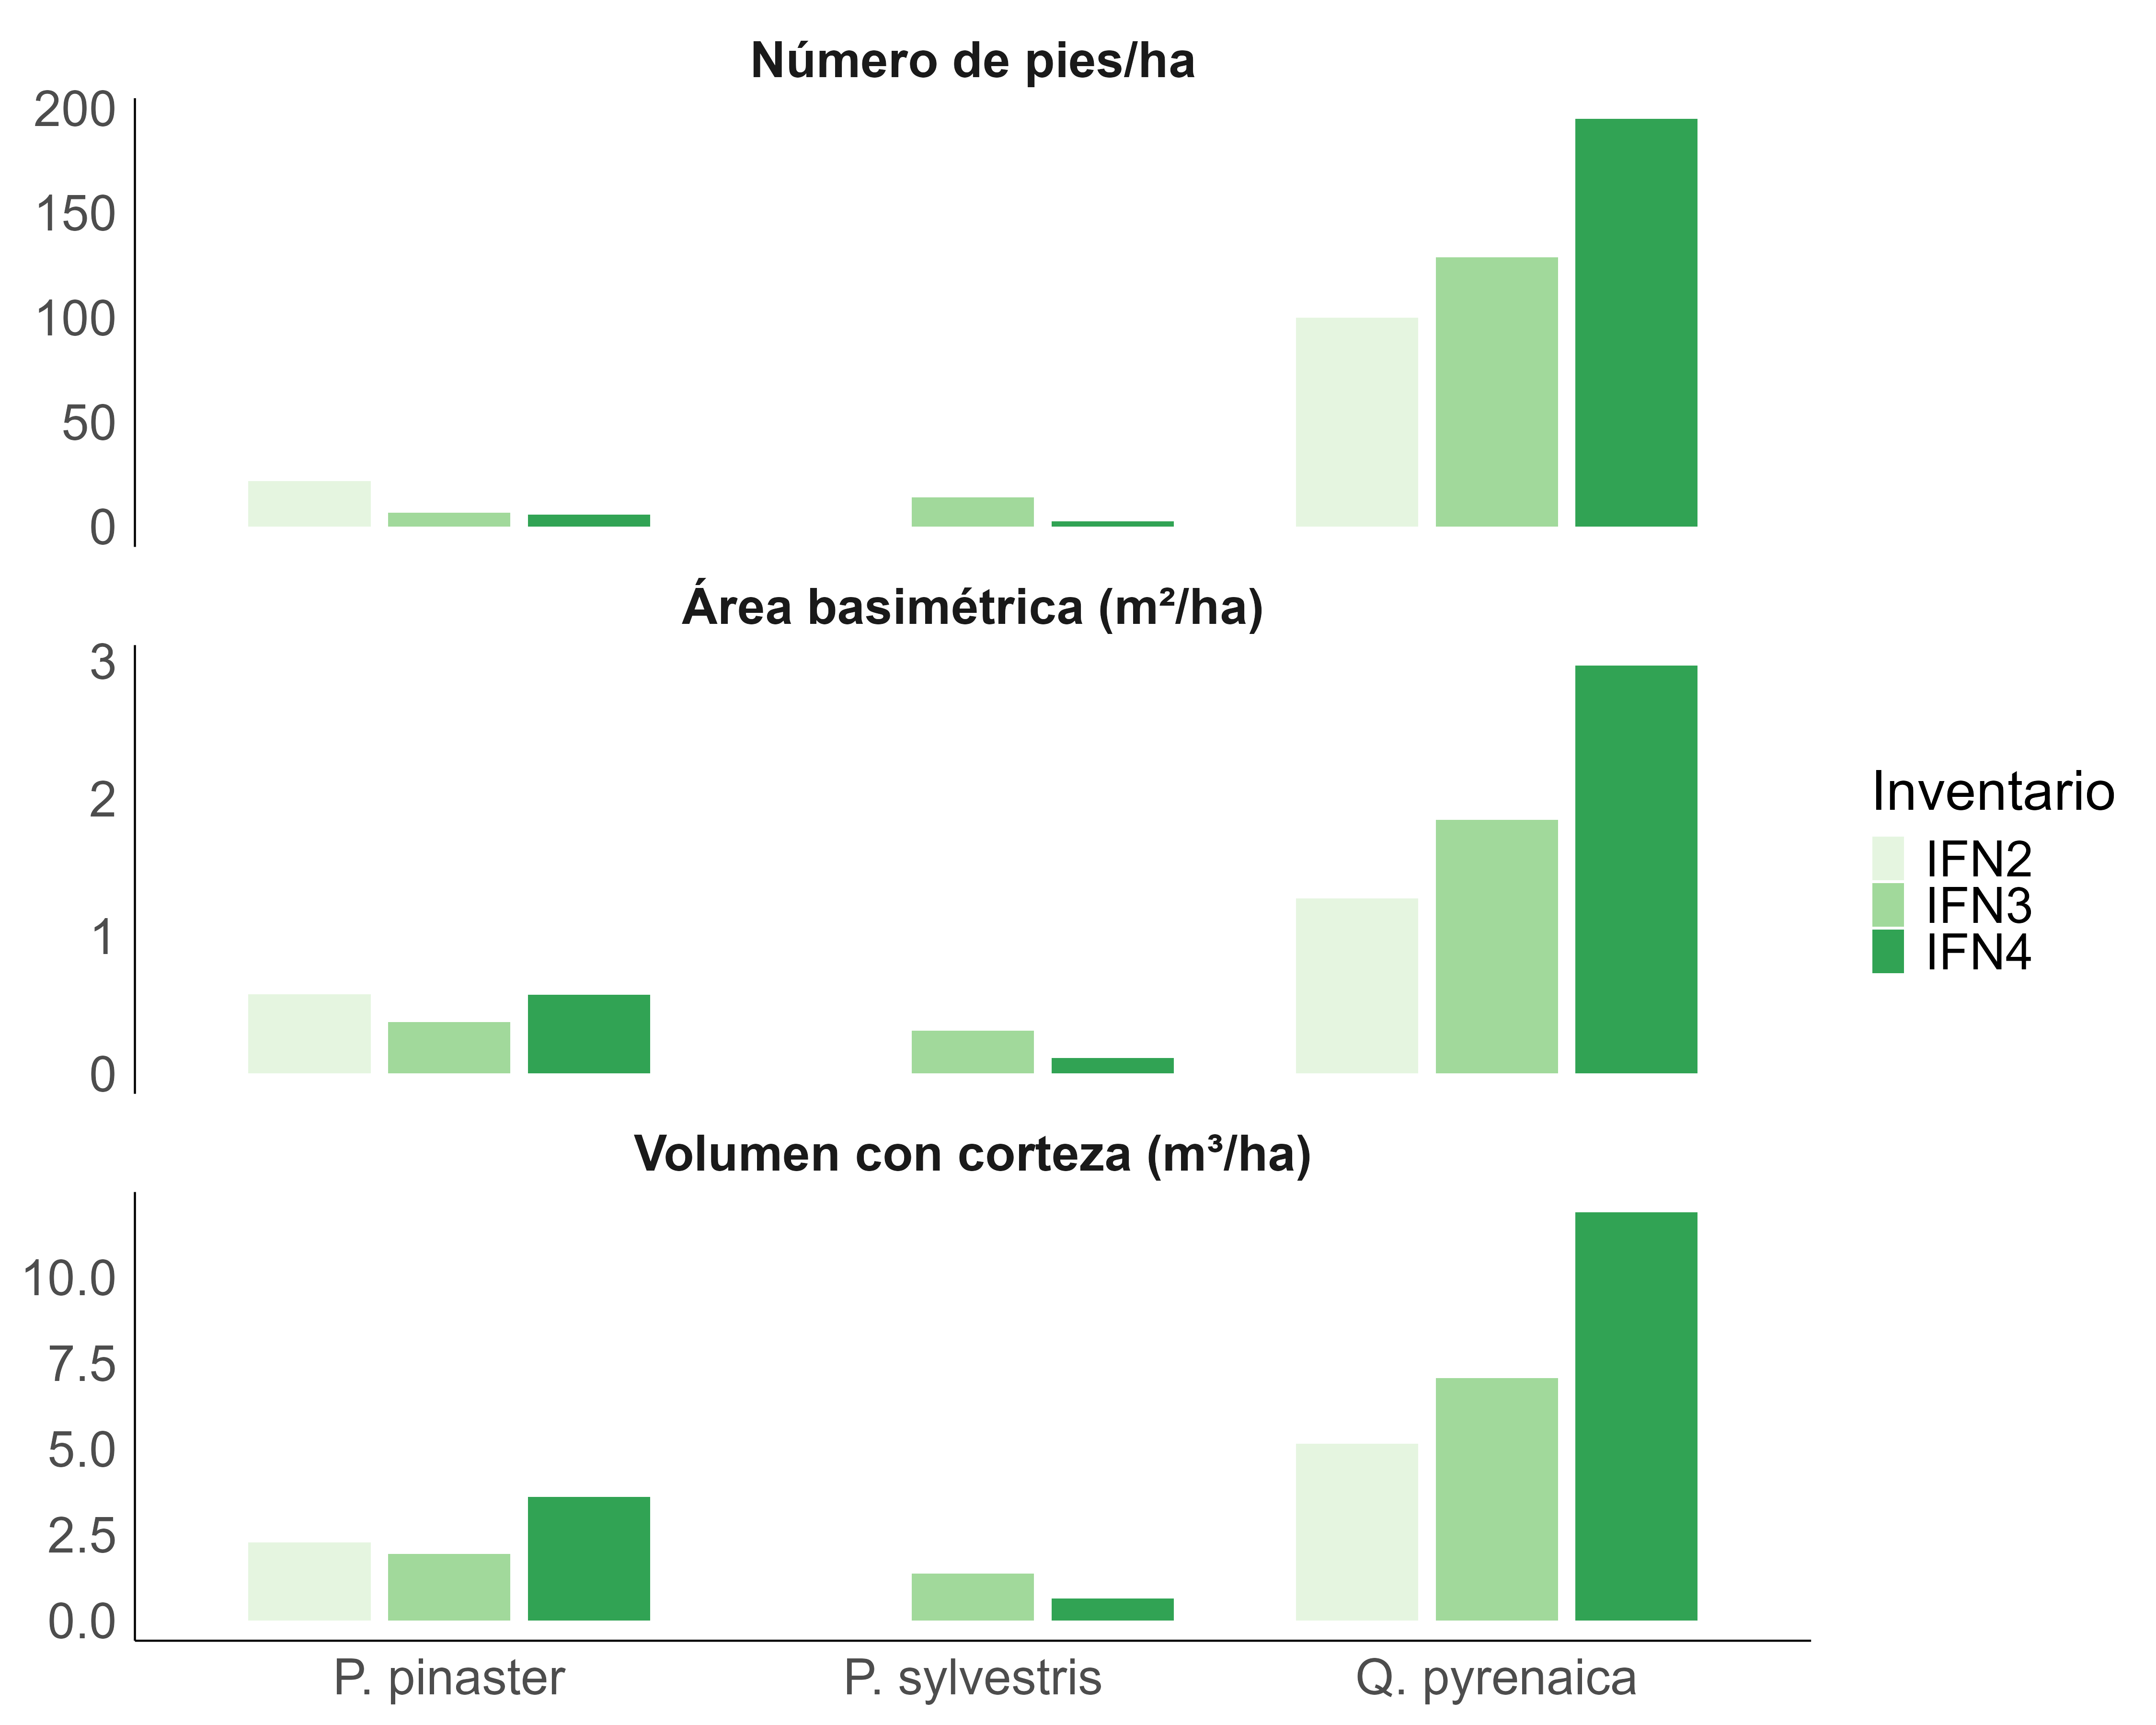 Número de pies/ha
200
150
100
50
0
Área basimétrica (m²/ha)
3
2
1
0
Volumen con corteza (m³/ha)
10.0
7.5
5.0
2.5
0.0
P. pinaster
P. sylvestris
Q. pyrenaica
Inventario
IFN2
IFN3
IFN4